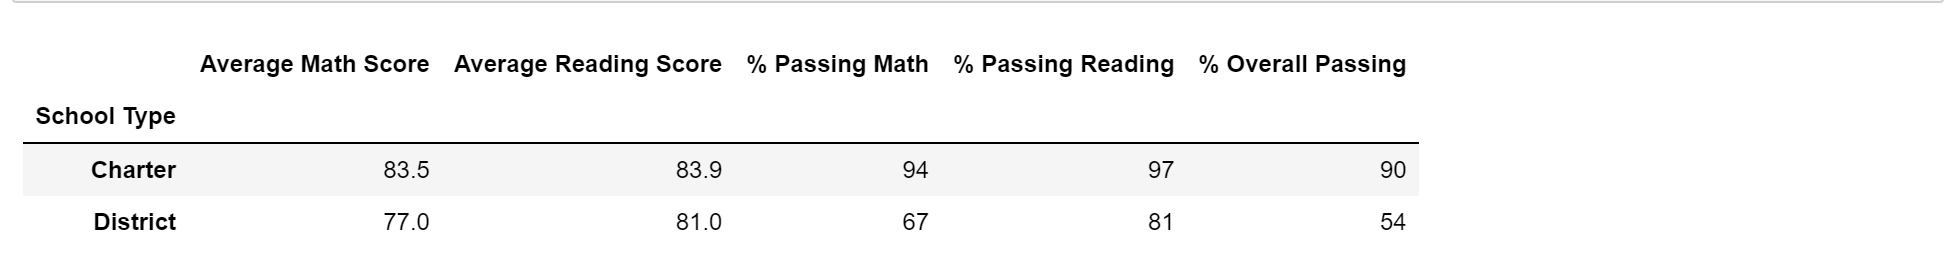 Average Math Score Average Reading Score % Passing Math % Passing Reading % Overall Passing
School Type
Charter 83.5 83.9 94 97 90
District 77.0 81.0 67 81 54